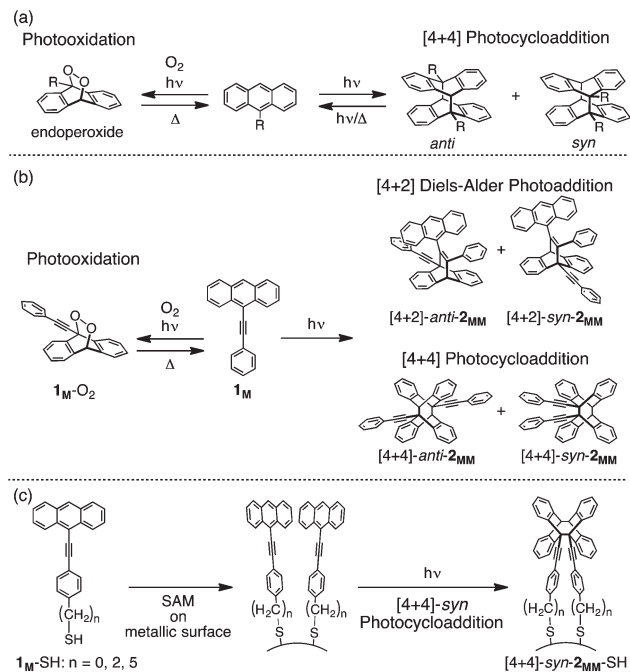 (a)
Photooxidation
[4+4] Photocycloaddition
O₂
hν
Δ
R O O
endoperoxide
R
hν
hν/Δ
R
R
anti
+
R
R
syn
(b)
[4+2] Diels-Alder Photoaddition
+
[4+2]-anti-2MM [4+2]-syn-2MM
Photooxidation
O₂
hν
Δ
O
O
1M-O₂
1M
hν
[4+4] Photocycloaddition
+
[4+4]-anti-2MM [4+4]-syn-2MM
(c)
(CH₂)n
SH
1M-SH: n = 0, 2, 5
SAM
on
metallic surface
(H₂C)n (CH₂)n
S S
hν
[4+4]-syn
Photocycloaddition
(H₂C)n (CH₂)n
S S
[4+4]-syn-2MM-SH